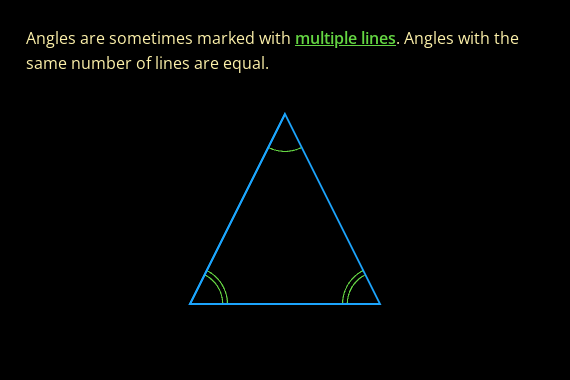 Angles are sometimes marked with multiple lines. Angles with the
same number of lines are equal.